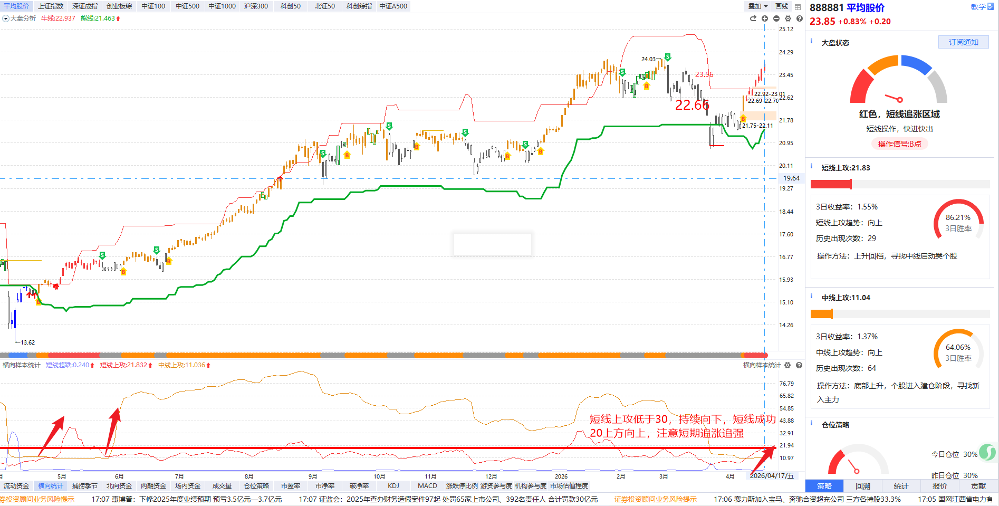 平均股价 上证指数 深证成指 创业板综 中证100 中证500 中证1000 沪深300 科创50 北证50 科创综指 中证A500 叠加 画线
888881 平均股价 教学
大盘分析 牛线:22.937 熊线:21.463
23.85 +0.83% +0.20
25.12
24.29
23.45
22.62
21.78
20.95
20.11
19.64
19.27
18.44
17.60
16.77
15.93
15.10
14.26
24.03
23.56
22.66
22.92-23.01
22.69-22.70
21.75-22.11
13.62
S
S
S
S
S
S
S
S
B
B
B
B
B
B
B
B
B
横向样本统计 短线超跌:0.240 短线上攻:21.832 中线上攻:11.036
横向样本统计
76.79
65.82
54.85
43.88
32.91
21.94
10.97
短线上攻低于30，持续向下，短线成功
20上方向上，注意短期追涨追强
月 5月 6月 7月 8月 9月 10月 11月 12月 2026 2月 3月 4月 2026/04/17/五
流动资金 横向统计 捕捞季节 北向资金 两融资金 场内资金 成交量 仓位策略 市盈率 市净率 破净率 KDJ MACD 涨跌停比例 游资参与度 机构参与度 市场估值程度
大盘状态 订阅通知
红色，短线追涨区域
短线操作，快进快出
操作信号:B点
短线上攻:21.83
3日收益率：1.55%
短线上攻趋势：向上
历史出现次数：29
86.21%
3日胜率
操作方法：上升回档，寻找中线启动类个股
中线上攻:11.04
3日收益率：1.37%
中线上攻趋势：向上
历史出现次数：64
64.06%
3日胜率
操作方法：底部上升，个股进入建仓阶段，寻找新
入主力
仓位策略
今日仓位 30%
昨日仓位 30%
策略 回溯 统计 报价 贡献
券投资顾问业务风险提示 17:07 惠博普：下修2025年度业绩预期 预亏3.5亿元—3.7亿元 17:07 证监会：2025年查办财务造假案件97起 处罚65家上市公司、392名责任人 合计罚款30亿元 证券投资顾问业务风险提示 17:06 赛力斯加入宝马、奔驰合资超充公司 三方各持股33.3% 17:05 国网江西省电力有